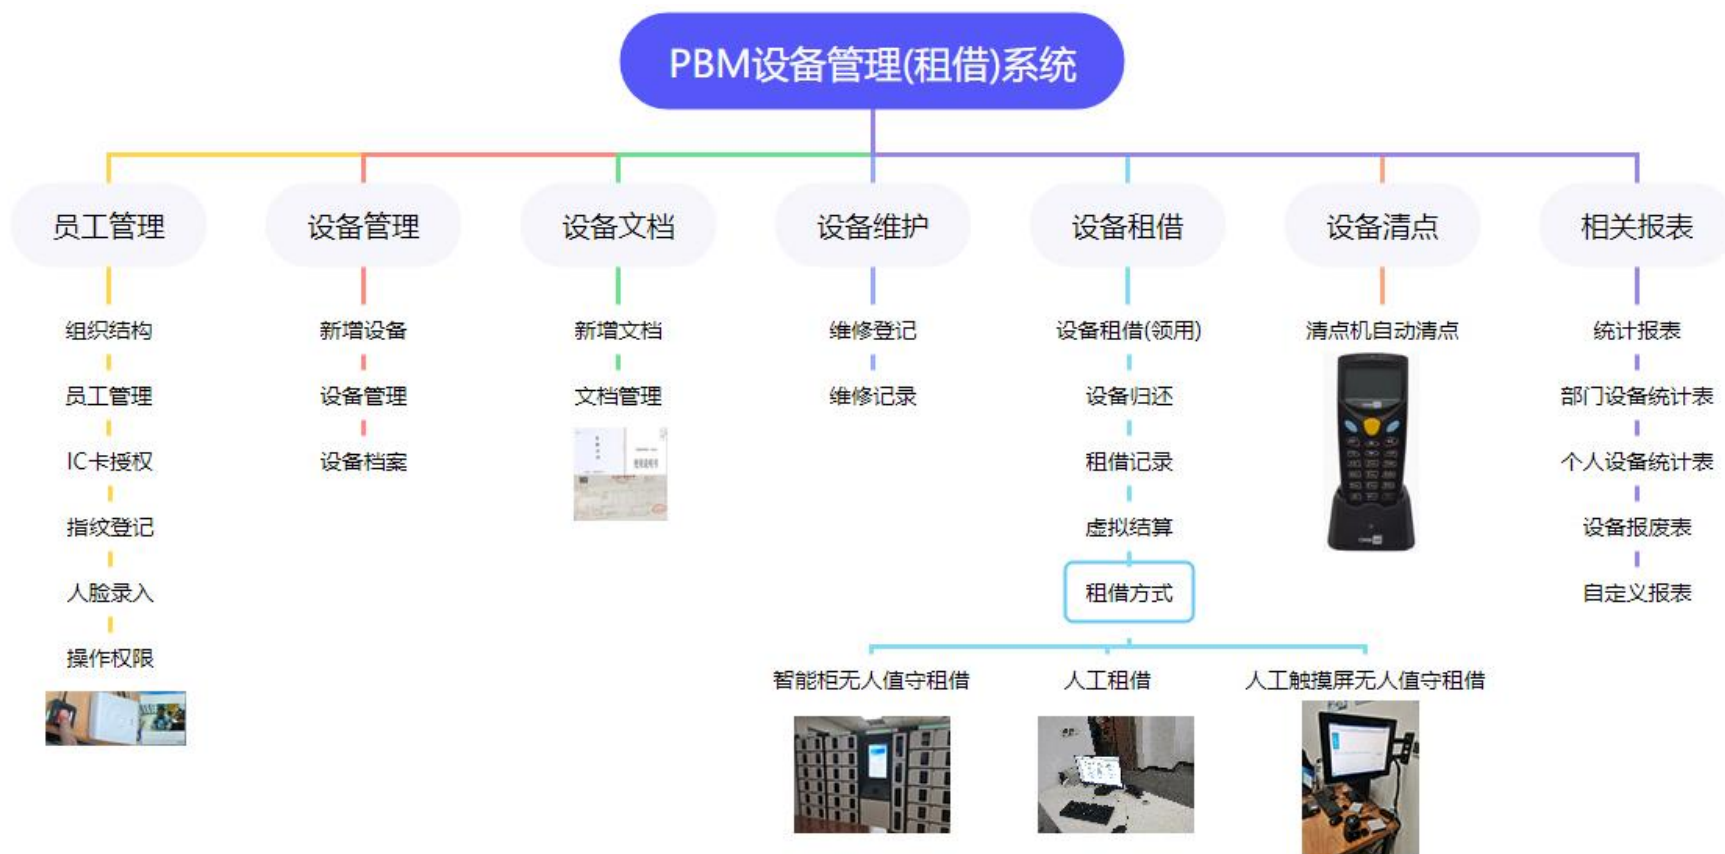 PBM设备管理(租借)系统
员工管理
设备管理
设备文档
设备维护
设备租借
设备清点
相关报表
组织结构
新增设备
新增文档
维修登记
设备租借(领用)
清点机自动清点
统计报表
员工管理
设备管理
文档管理
维修记录
设备归还
部门设备统计表
IC卡授权
设备档案
租借记录
个人设备统计表
指纹登记
虚拟结算
设备报废表
人脸录入
租借方式
自定义报表
操作权限
智能柜无人值守租借
人工租借
人工触摸屏无人值守租借